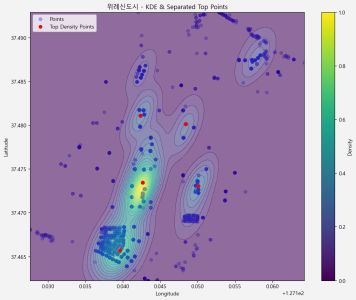 위례신도시 - KDE & Separated Top Points
Points
Top Density Points
37.490
37.485
37.480
37.475
37.470
37.465
Latitude
0.030
0.035
0.040
0.045
0.050
0.055
0.060
+1.271e2
Longitude
1.0
0.8
0.6
0.4
0.2
0.0
Density